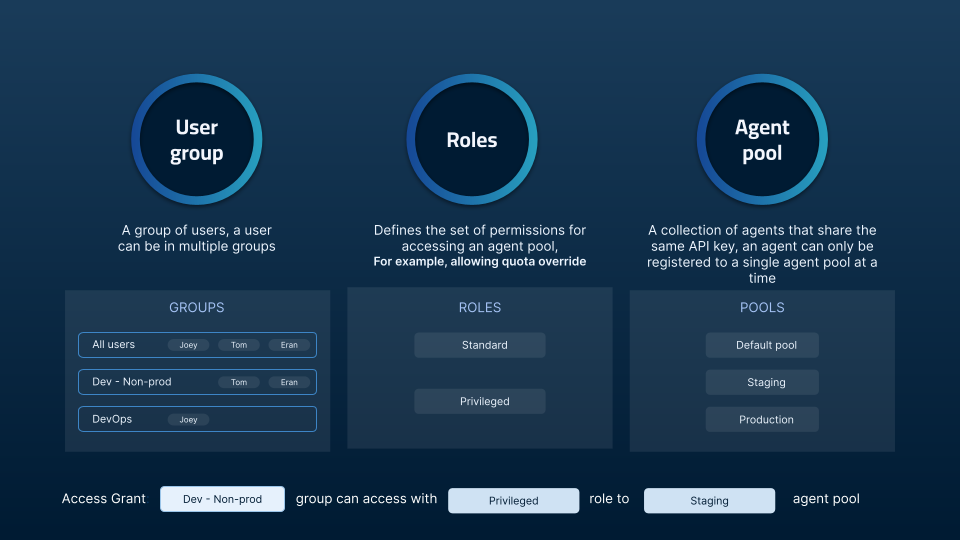 User
group
Roles
Agent
pool
A group of users, a user
can be in multiple groups
Defines the set of permissions for
accessing an agent pool,
For example, allowing quota override
A collection of agents that share the
same API key, an agent can only be
registered to a single agent pool at a
time
GROUPS
All users Joey Tom Eran
Dev - Non-prod Tom Eran
DevOps Joey
ROLES
Standard
Privileged
POOLS
Default pool
Staging
Production
Access Grant Dev - Non-prod group can access with Privileged role to Staging agent pool